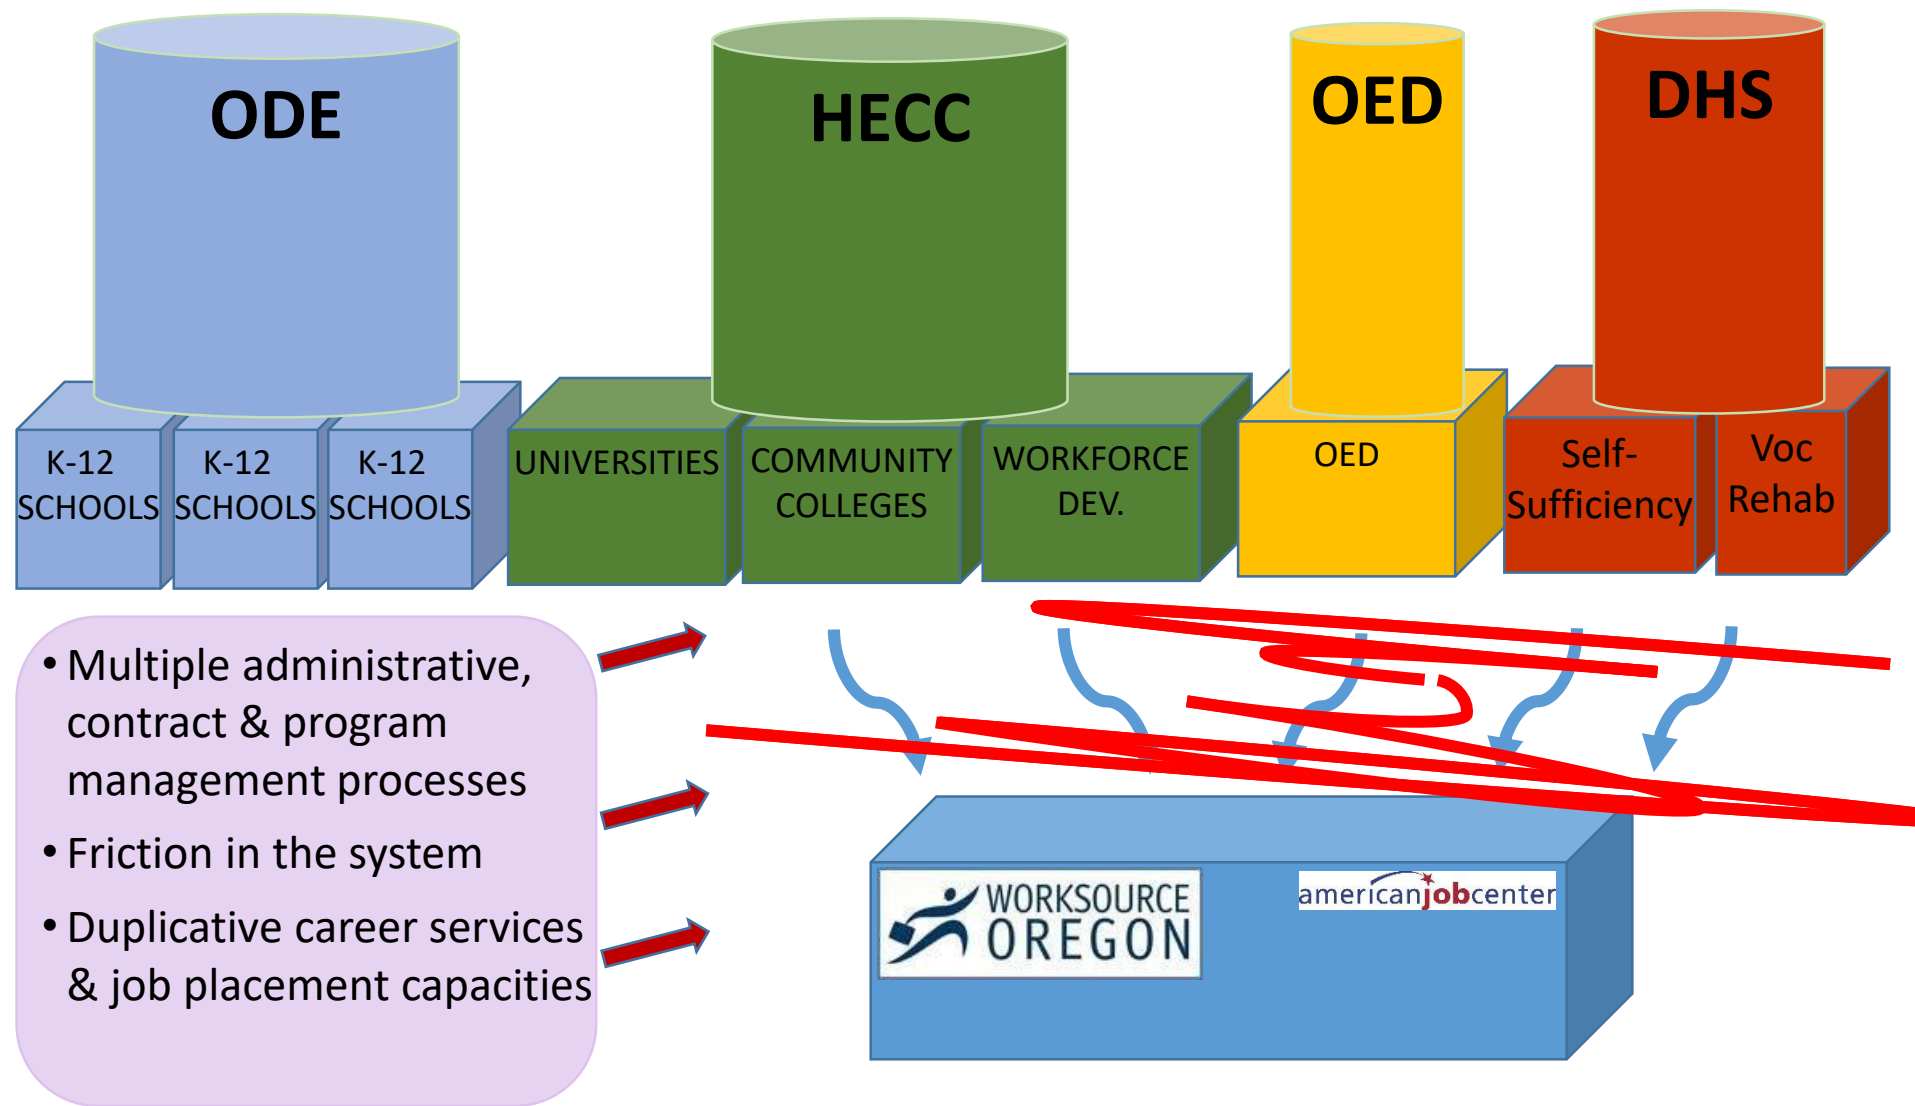 ODE
HECC
OED
DHS
K-12
SCHOOLS
K-12
SCHOOLS
K-12
SCHOOLS
UNIVERSITIES
COMMUNITY
COLLEGES
WORKFORCE
DEV.
OED
Self-
Sufficiency
Voc
Rehab
• Multiple administrative,
contract & program
management processes
• Friction in the system
• Duplicative career services
& job placement capacities
WORKSOURCE
OREGON
americanjobcenter